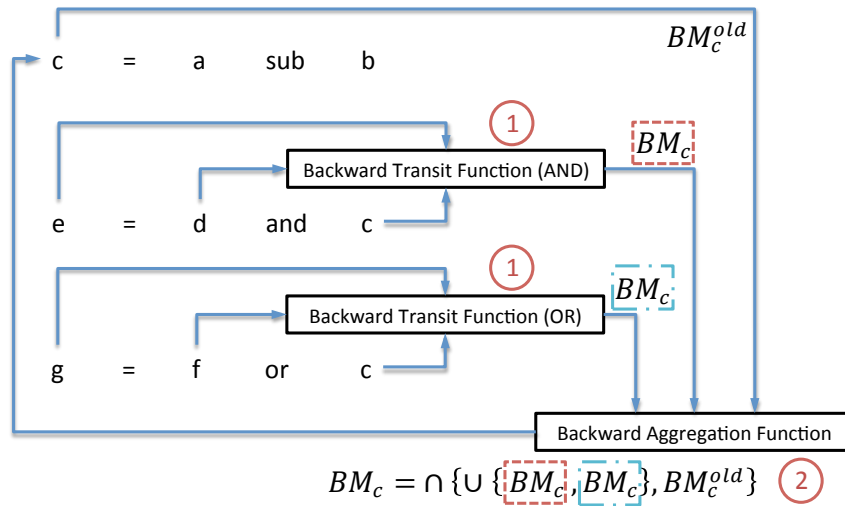 BM_c^{old}
c = a sub b
1
Backward Transit Function (AND)
BM_c
e = d and c
1
Backward Transit Function (OR)
BM_c
g = f or c
Backward Aggregation Function
BM_c = ∩ {∪ {BM_c, BM_c}, BM_c^{old}}
2